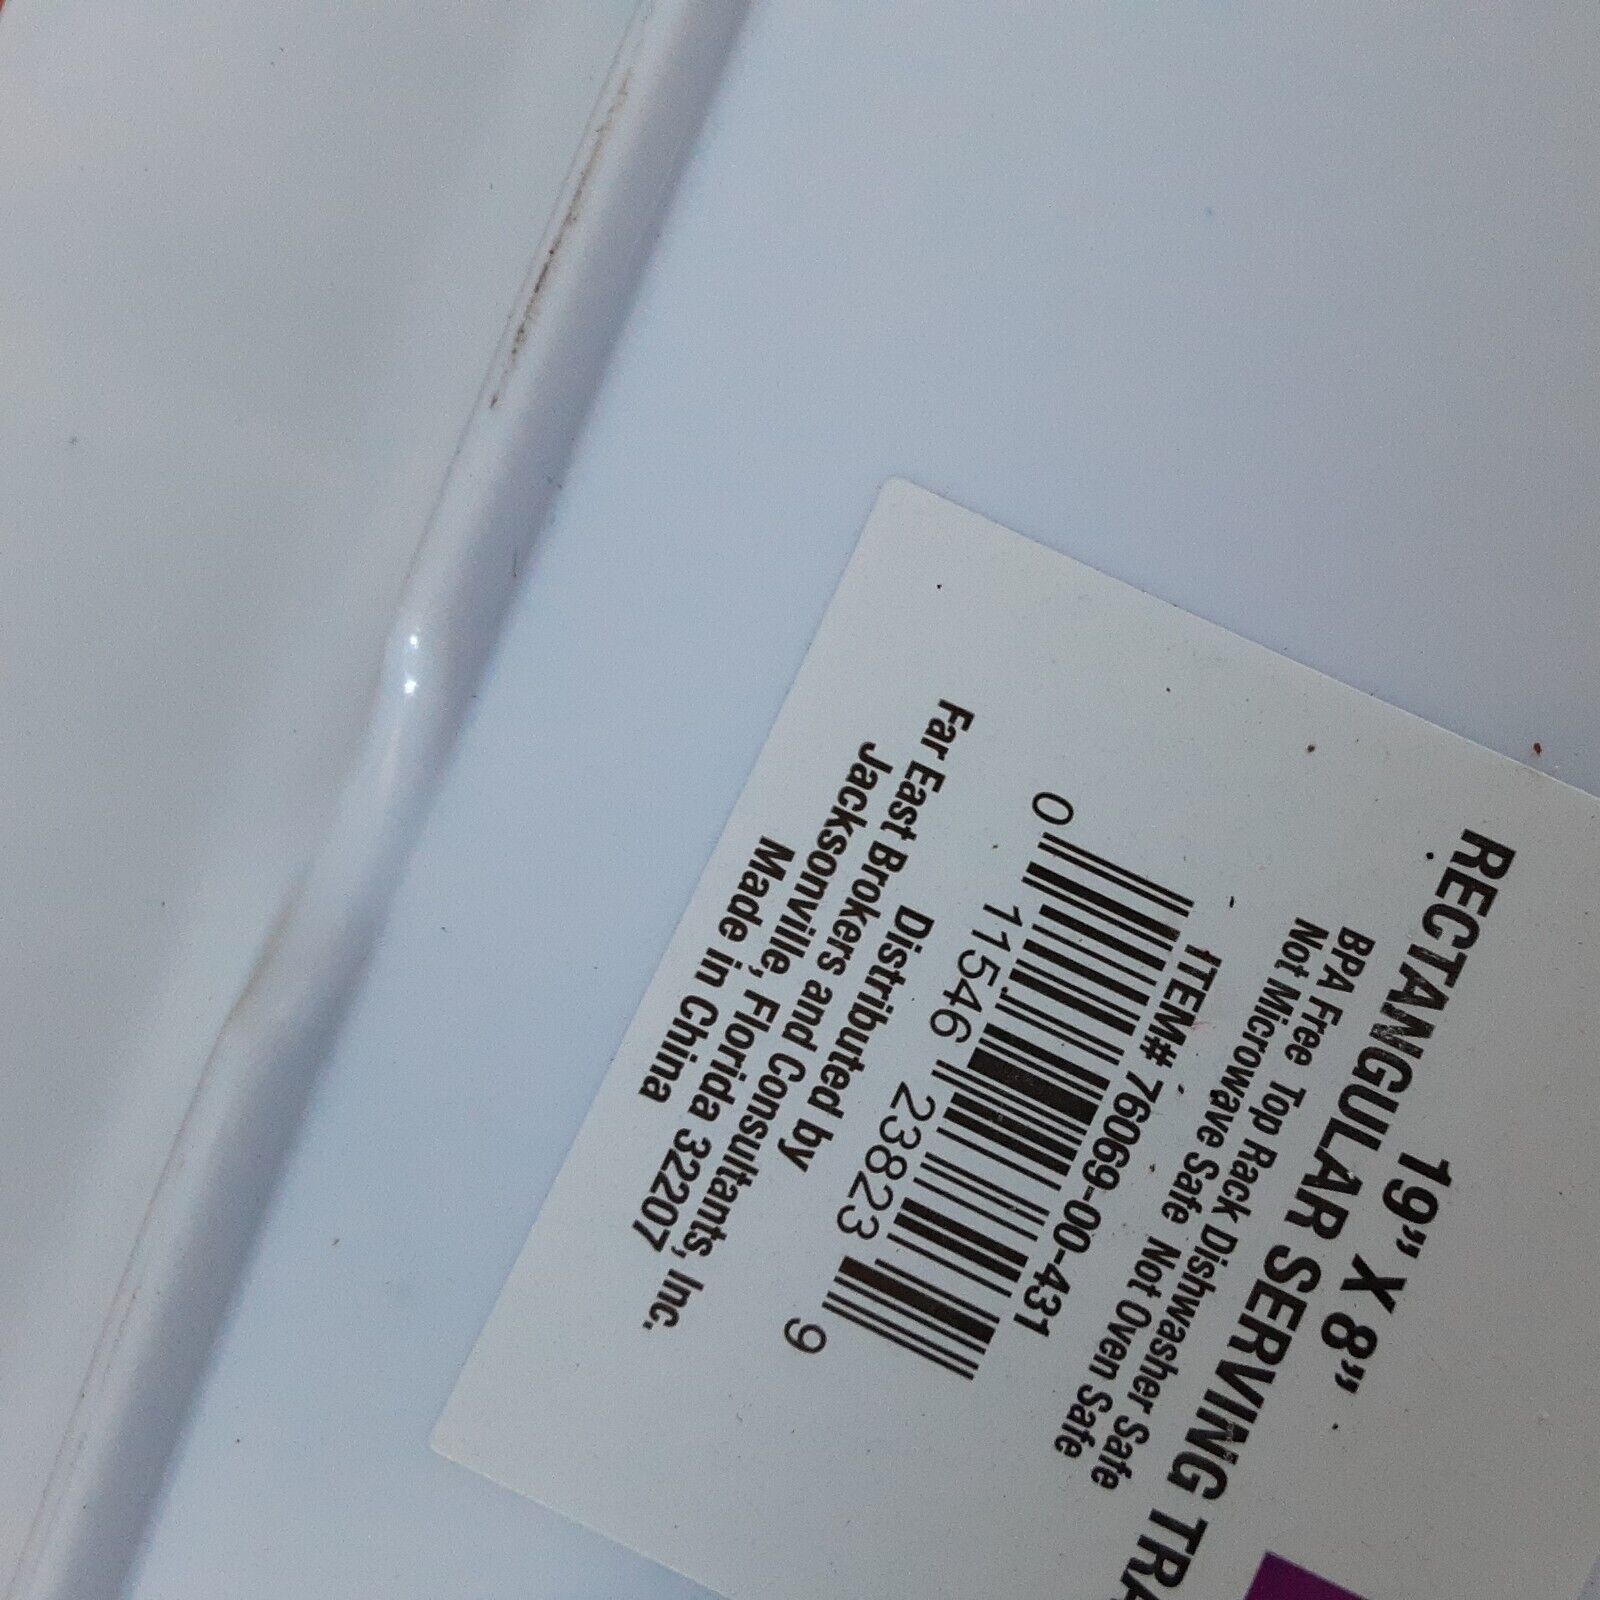 19” X 8”
RECTANGULAR SERVING TRA
BPA Free Top Rack Dishwasher Safe
Not Microwave Safe Not Oven Safe
ITEM# 76069-00-431
0 11546 23823 9
Distributed by
Far East Brokers and Consultants, Inc.
Jacksonville, Florida 32207
Made in China